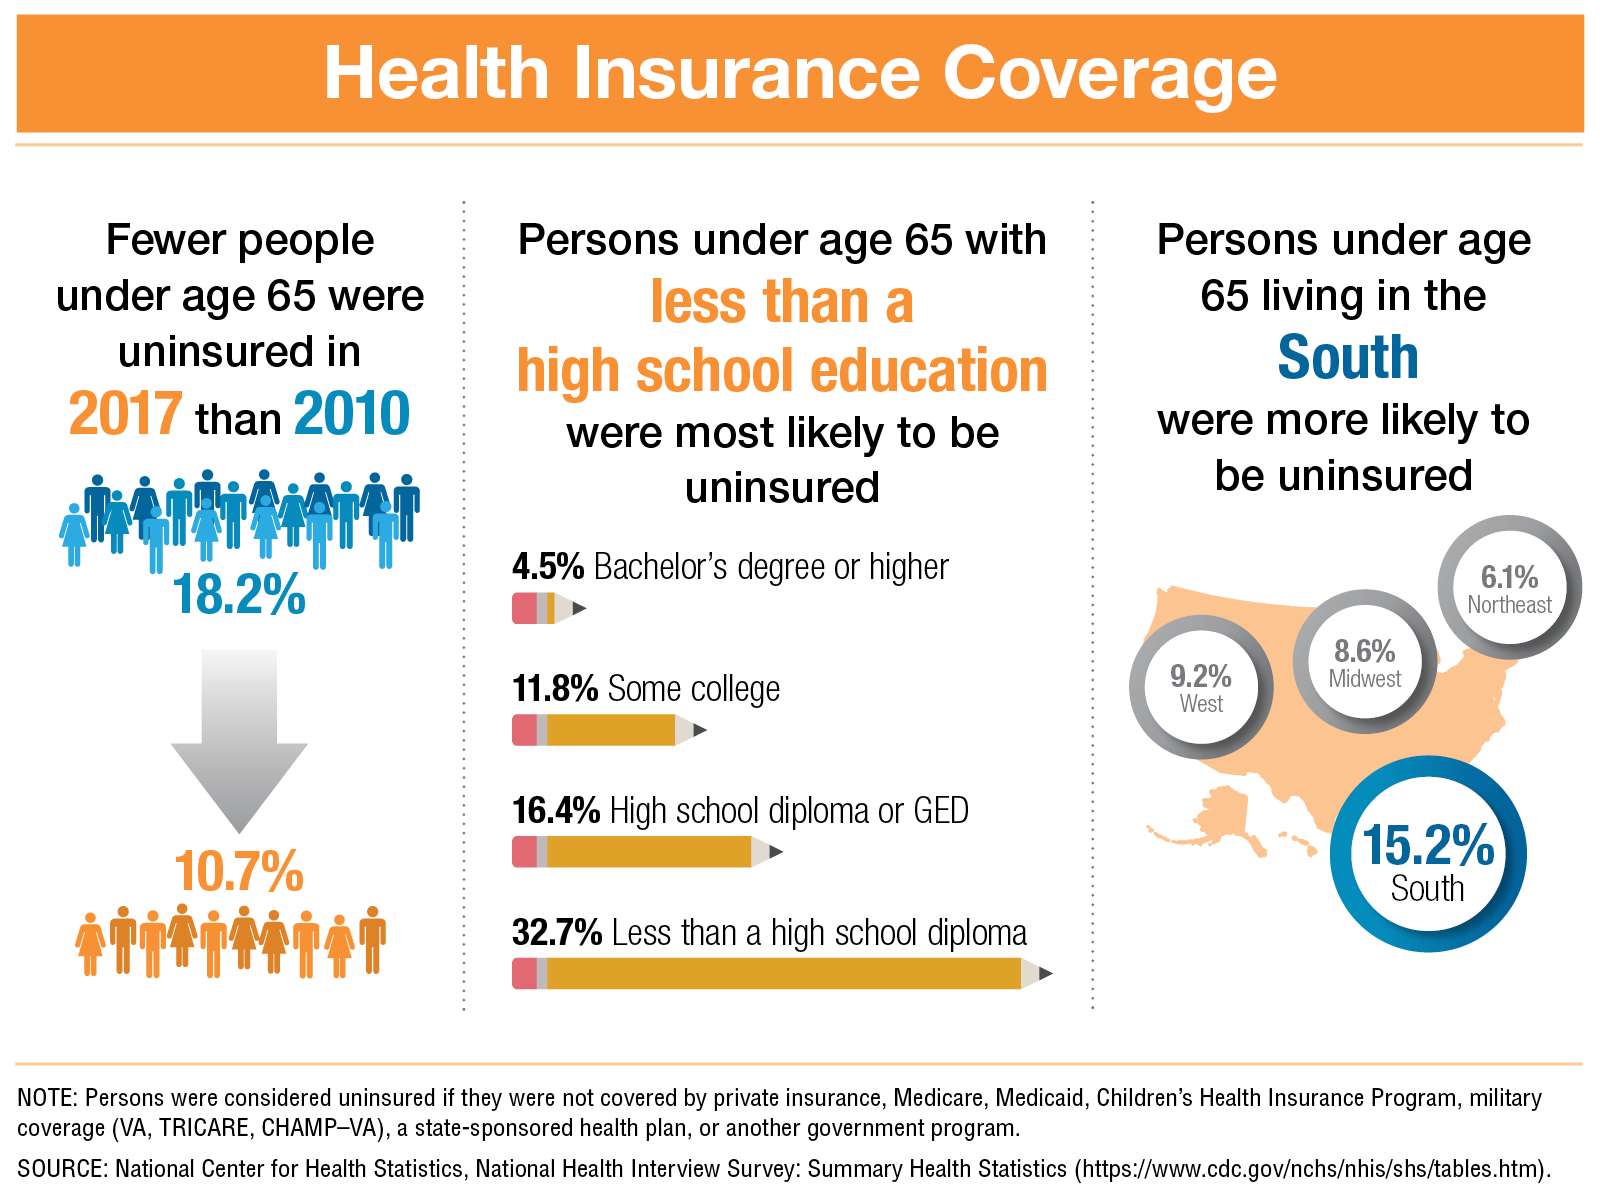 Health Insurance Coverage
Fewer people
under age 65 were
uninsured in
2017 than 2010
18.2%
10.7%
Persons under age 65 with
less than a
high school education
were most likely to be
uninsured
4.5% Bachelor’s degree or higher
11.8% Some college
16.4% High school diploma or GED
32.7% Less than a high school diploma
Persons under age
65 living in the
South
were more likely to
be uninsured
6.1%
Northeast
8.6%
Midwest
9.2%
West
15.2%
South
NOTE: Persons were considered uninsured if they were not covered by private insurance, Medicare, Medicaid, Children’s Health Insurance Program, military
coverage (VA, TRICARE, CHAMP–VA), a state-sponsored health plan, or another government program.
SOURCE: National Center for Health Statistics, National Health Interview Survey: Summary Health Statistics (https://www.cdc.gov/nchs/nhis/shs/tables.htm).